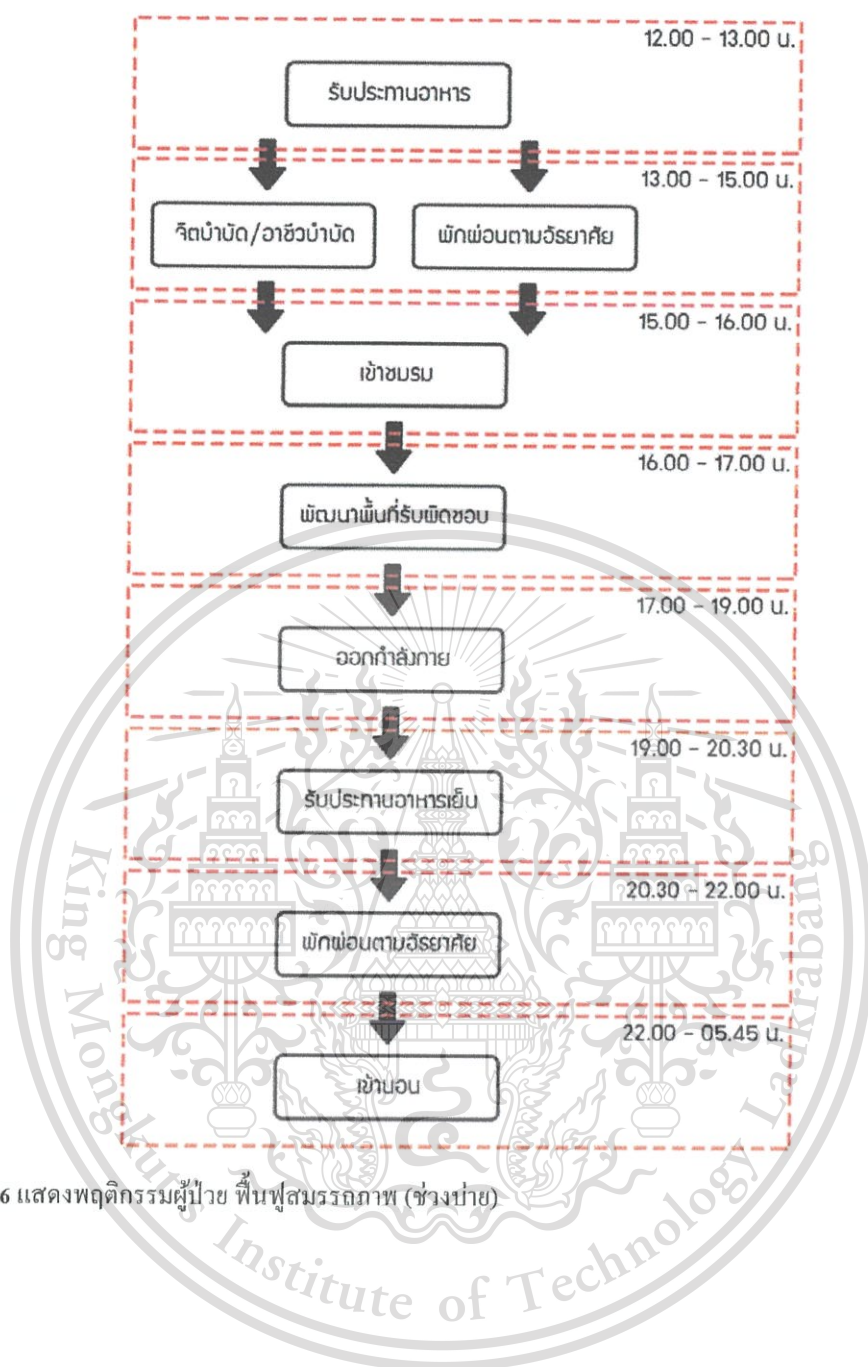 12.00 - 13.00 น.
รับประทานอาหาร
13.00 - 15.00 น.
จิตบำบัด/อาชีวบำบัด
พักผ่อนตามอัธยาศัย
15.00 - 16.00 น.
เข้าชมรม
16.00 - 17.00 น.
พัฒนาพื้นที่รับผิดชอบ
17.00 - 19.00 น.
ออกกำลังกาย
19.00 - 20.30 น.
รับประทานอาหารเย็น
20.30 - 22.00 น.
พักผ่อนตามอัธยาศัย
22.00 - 05.45 น.
เข้านอน
6 แสดงพฤติกรรมผู้ป่วย ฟื้นฟูสมรรถภาพ (ช่วงบ่าย)
King Mongkut's Institute of Technology Ladkrabang